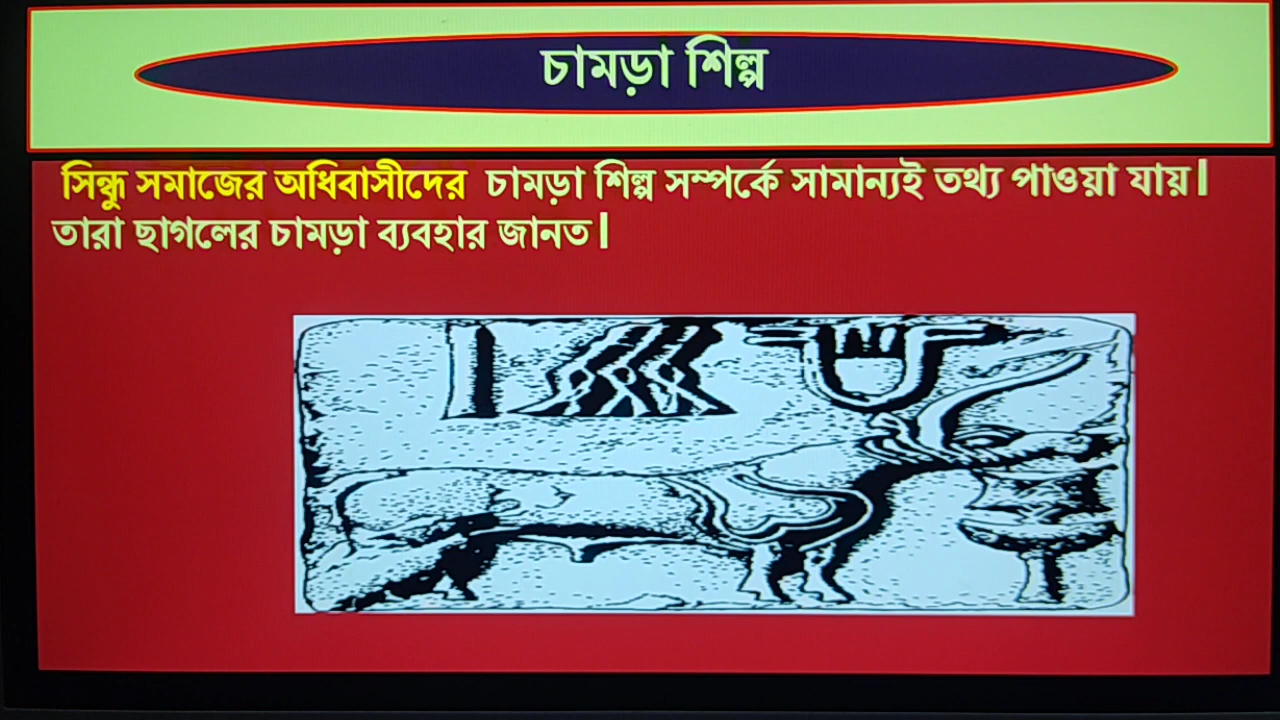 চামড়া শিল্প
সিন্ধু সমাজের অধিবাসীদের চামড়া শিল্প সম্পর্কে সামান্যই তথ্য পাওয়া যায়।
তারা ছাগলের চামড়া ব্যবহার জানত।